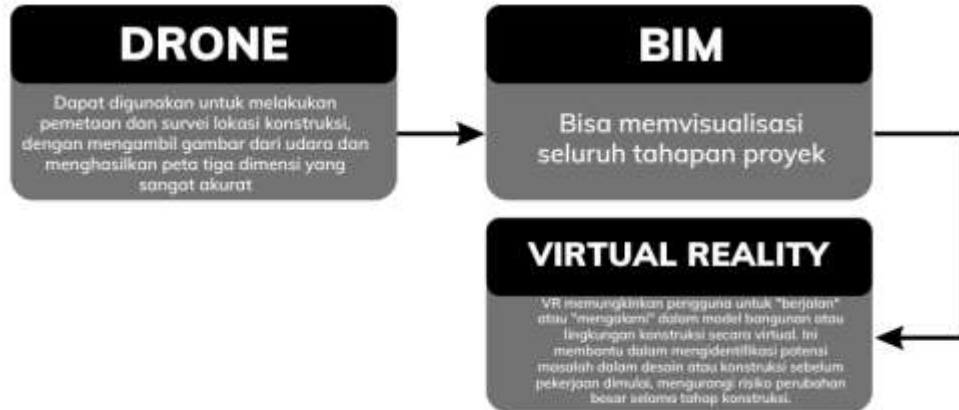 DRONE
Dapat digunakan untuk melakukan
pemetaan dan survei lokasi konstruksi,
dengan mengambil gambar dari udara dan
menghasilkan peta tiga dimensi yang
sangat akurat
BIM
Bisa memvisualisasi
seluruh tahapan proyek
VIRTUAL REALITY
VR memungkinkan pengguna untuk "berjalan"
atau "mengalami" dalam model bangunan atau
lingkungan konstruksi secara virtual. Ini
membantu dalam mengidentifikasi potensi
masalah dalam desain atau konstruksi sebelum
pekerjaan dimulai, mengurangi risiko perubahan
besar selama tahap konstruksi.